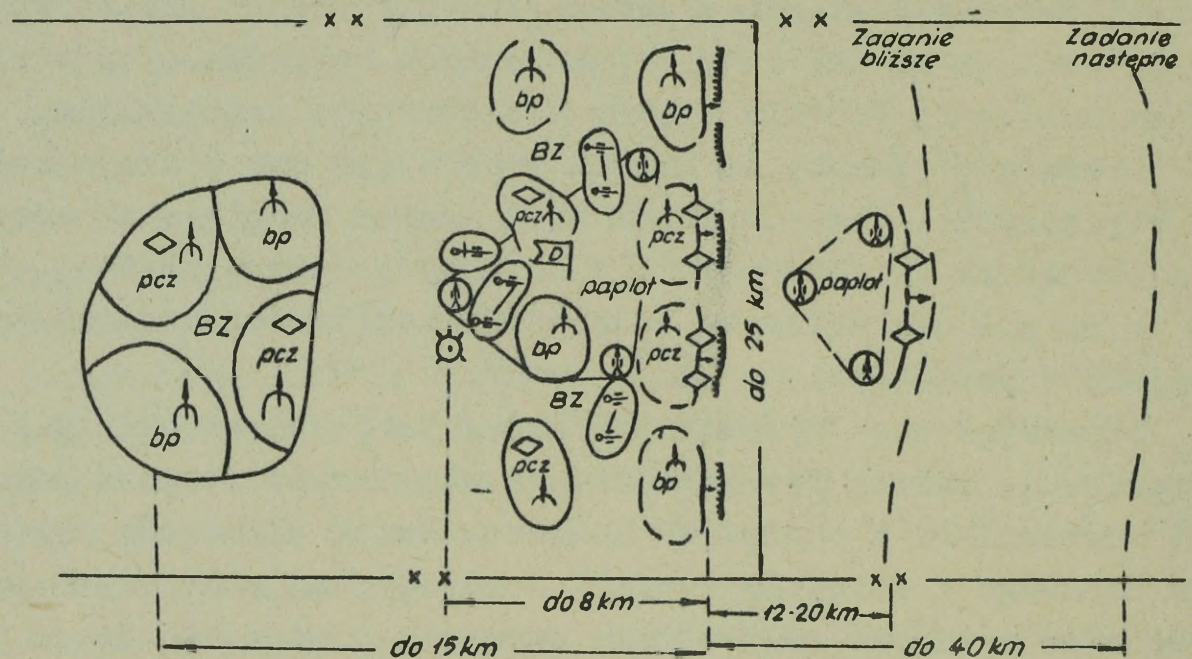 x x
x x
Zadanie
bliższe
Zadanie
następne
bp
bp
BZ
pcz
bp
pcz
pcz
D
BZ
paplot
paplot
do 25 km
pcz
bp
pcz
bp
BZ
pcz
bp
x x
x x
do 8 km
12-20 km
do 15 km
do 40 km